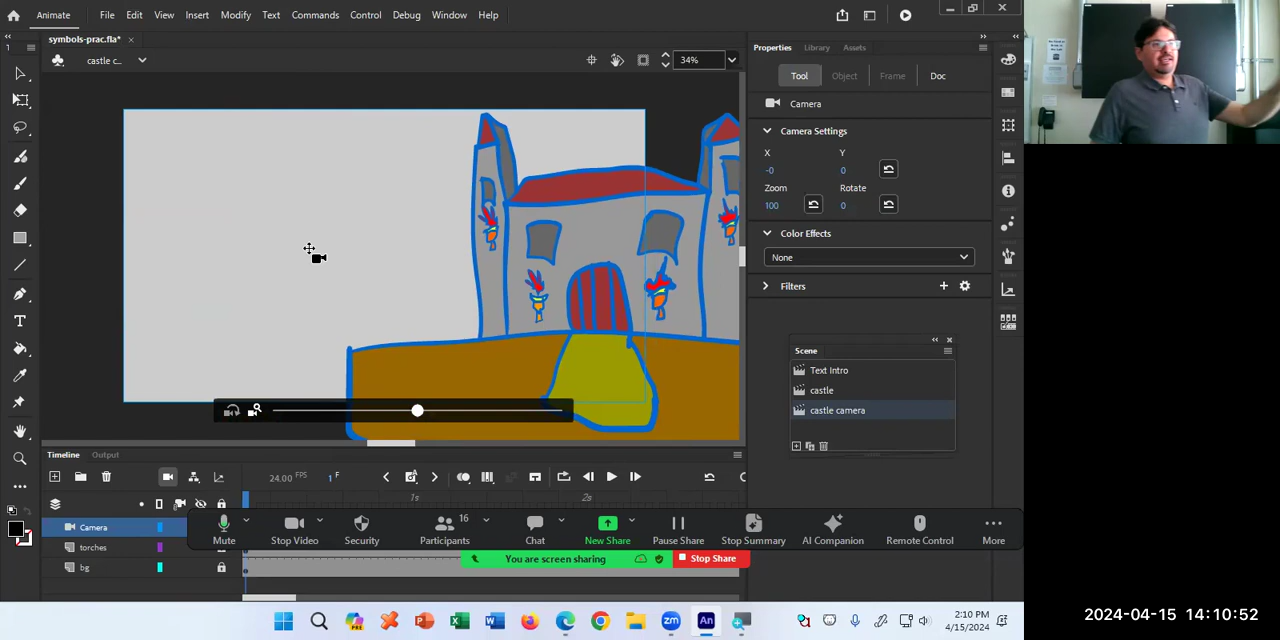 Animate File Edit View Insert Modify Text Commands Control Debug Window Help
symbols-prac.fla*
castle c... 34%
Properties Library Assets
Tool Object Frame Doc
Camera
Camera Settings
X Y
-0 0
Zoom Rotate
100 0
Color Effects
None
Filters
Scene
Text Intro
castle
castle camera
Timeline Output
24.00 FPS 1 F
1s 2s
Camera
torches
bg
16
Mute Stop Video Security Participants Chat New Share Pause Share Stop Summary AI Companion Remote Control More
You are screen sharing Stop Share
2:10 PM
4/15/2024
2024-04-15 14:10:52